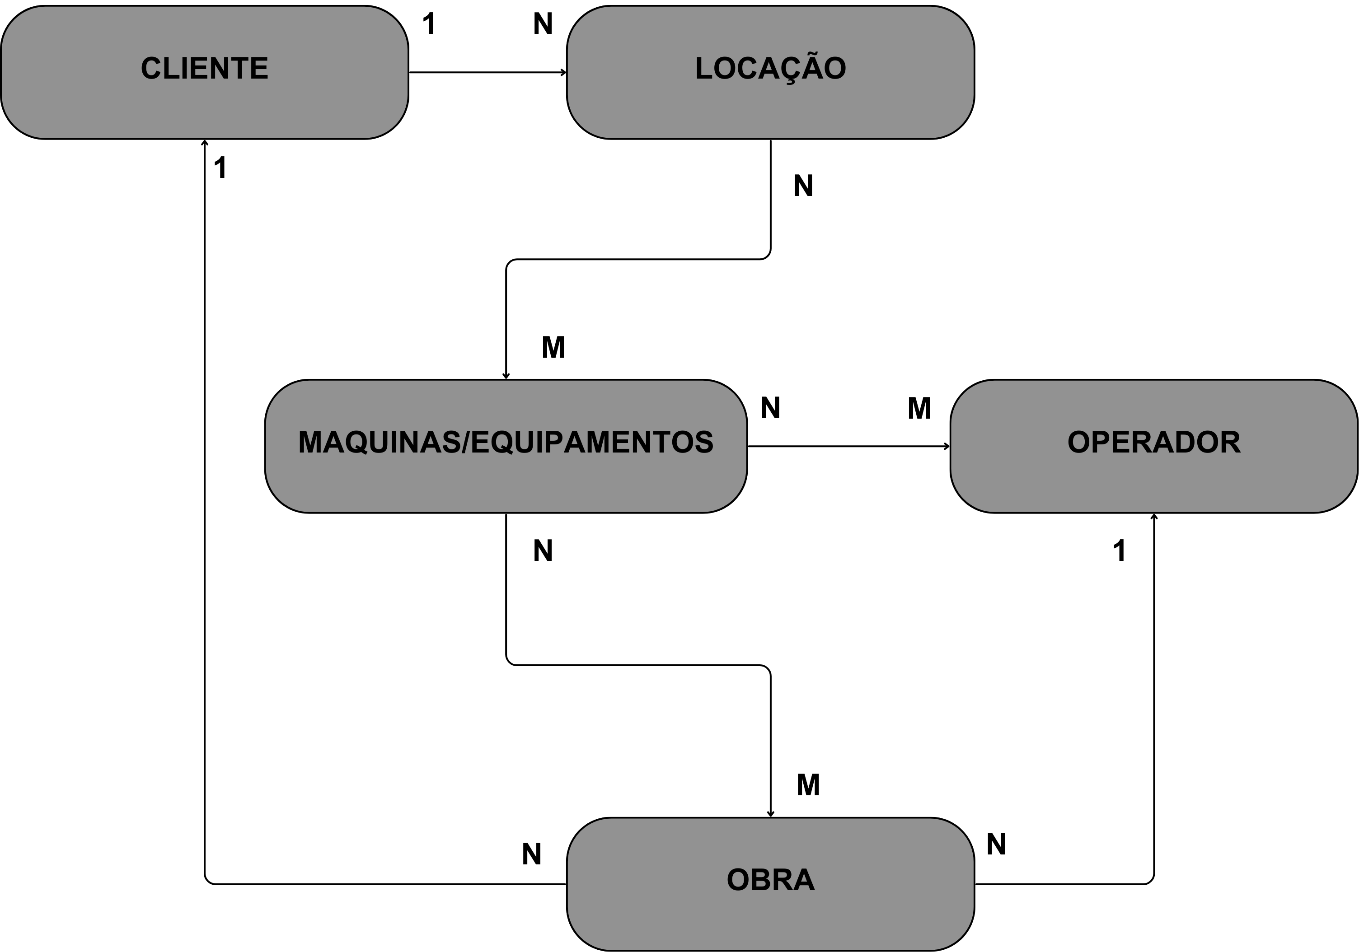 1 N
CLIENTE
LOCAÇÃO
1
N
M
N M
MAQUINAS/EQUIPAMENTOS
OPERADOR
N
1
M
N
N
OBRA